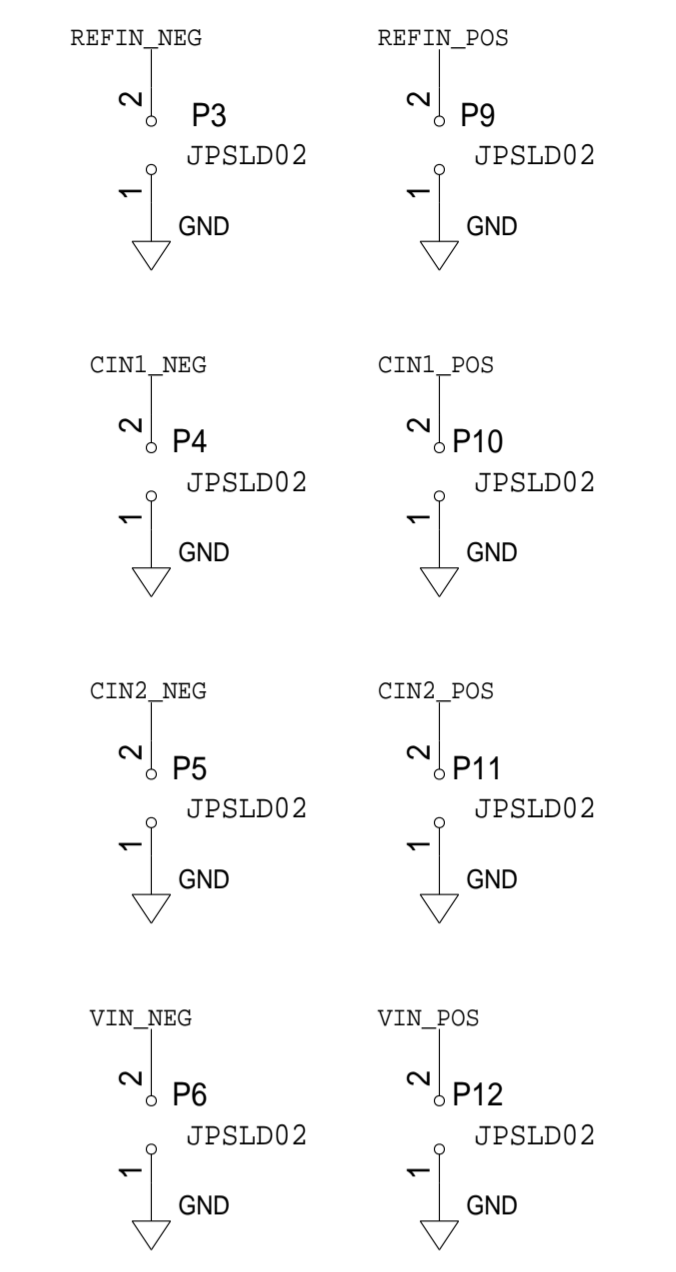 REFIN_NEG
2
P3
JPSLD02
1
GND
REFIN_POS
2
P9
JPSLD02
1
GND
CIN1_NEG
2
P4
JPSLD02
1
GND
CIN1_POS
2
P10
JPSLD02
1
GND
CIN2_NEG
2
P5
JPSLD02
1
GND
CIN2_POS
2
P11
JPSLD02
1
GND
VIN_NEG
2
P6
JPSLD02
1
GND
VIN_POS
2
P12
JPSLD02
1
GND